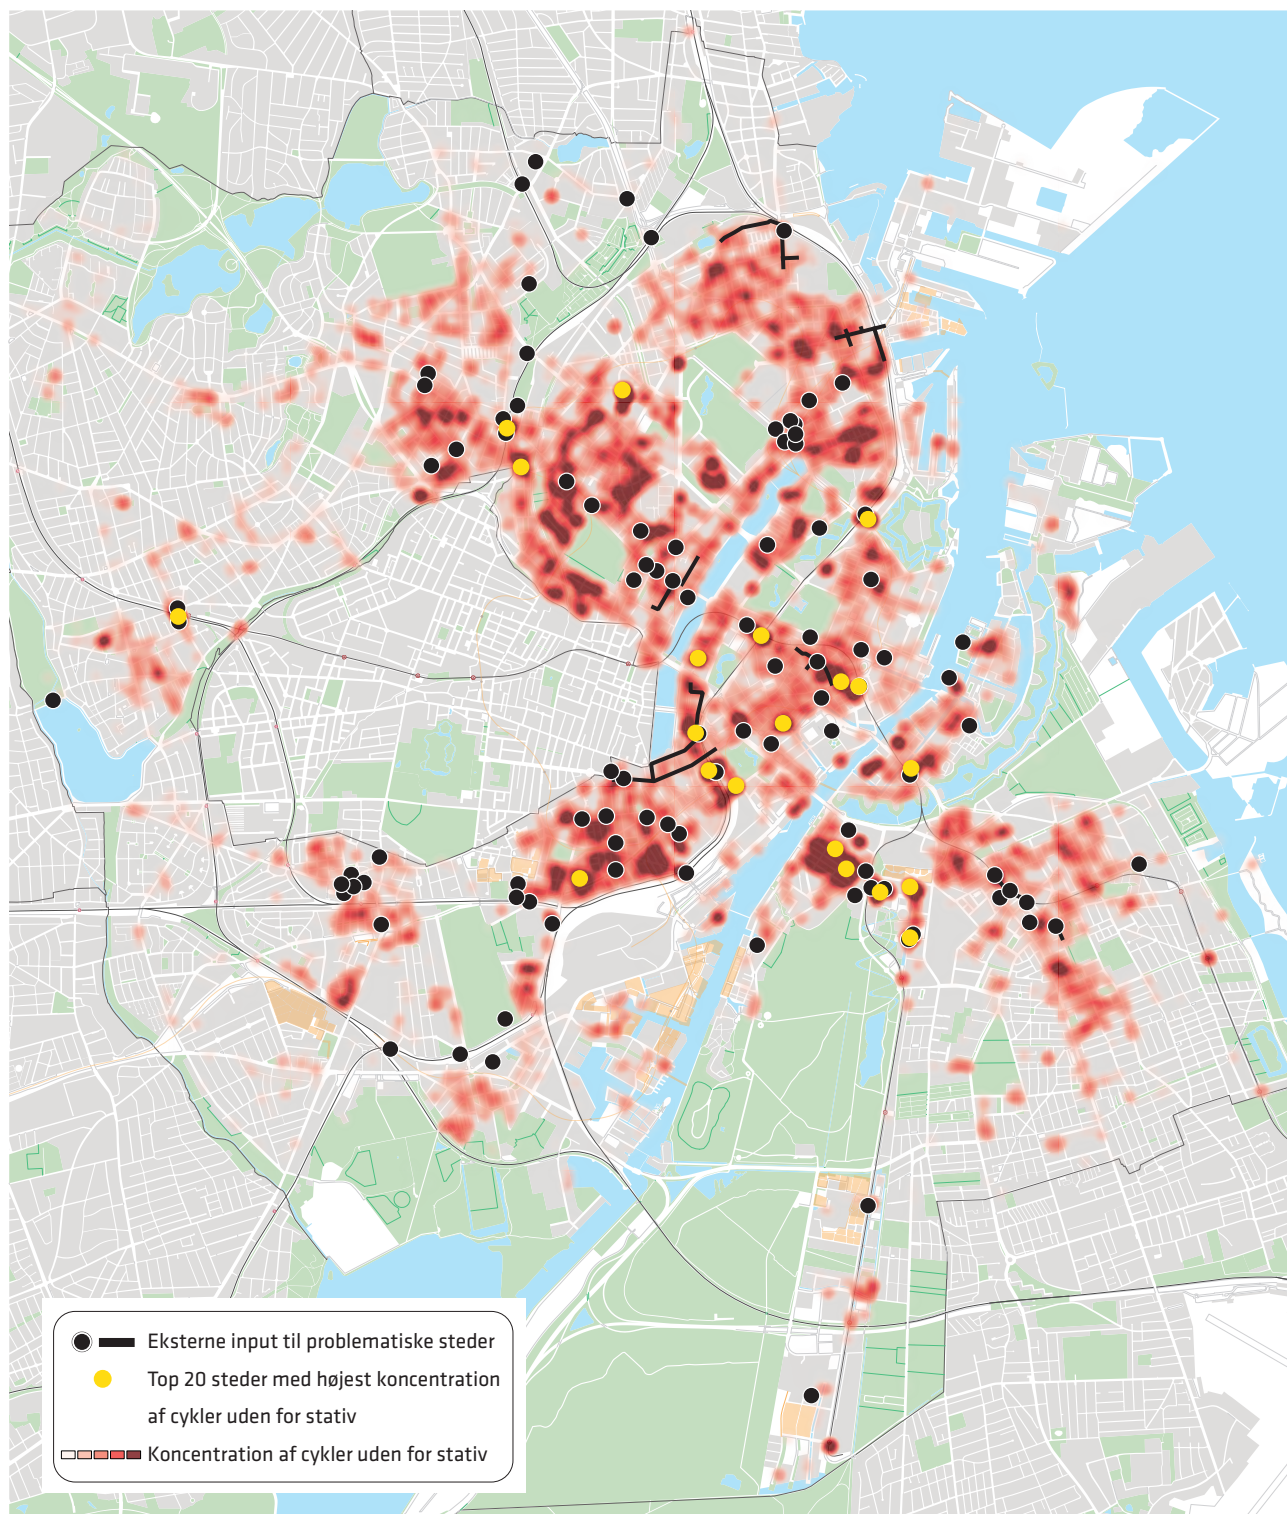 Eksterne input til problematiske steder
Top 20 steder med højest koncentration
af cykler uden for stativ
Koncentration af cykler uden for stativ